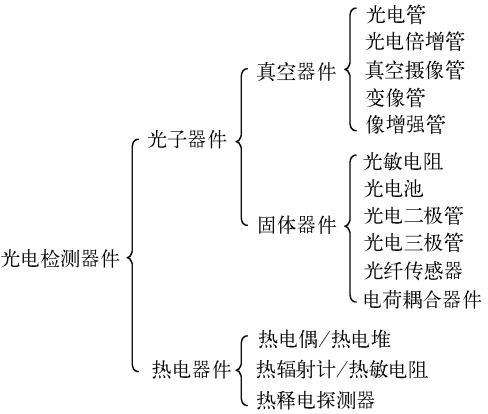 光电管
光电倍增管
真空器件
真空摄像管
变像管
像增强管
光子器件
光敏电阻
光电池
光电二极管
固体器件
光电三极管
光纤传感器
电荷耦合器件
光电检测器件
热电偶/热电堆
热电器件
热辐射计/热敏电阻
热释电探测器